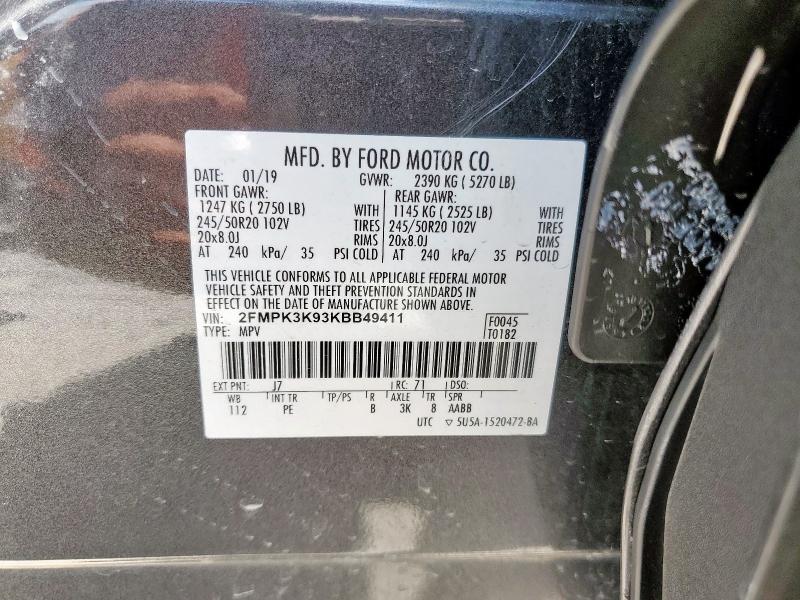 MFD. BY FORD MOTOR CO.
DATE: 01/19 GVWR: 2390 KG ( 5270 LB)
FRONT GAWR: REAR GAWR:
1247 KG ( 2750 LB) WITH 1145 KG ( 2525 LB) WITH
245/50R20 102V TIRES 245/50R20 102V TIRES
20x8.0J RIMS 20x8.0J RIMS
AT 240 kPa/ 35 PSI COLD AT 240 kPa/ 35 PSI COLD
THIS VEHICLE CONFORMS TO ALL APPLICABLE FEDERAL MOTOR
VEHICLE SAFETY AND THEFT PREVENTION STANDARDS IN
EFFECT ON THE DATE OF MANUFACTURE SHOWN ABOVE.
VIN: 2FMPK3K93KBB49411 F0045
TYPE: MPV T0182
EXT PNT: J7 RC: 71 DSO:
WB INT TR TP/PS R AXLE TR SPR
112 PE B 3K 8 AABB
UTC ▽ 5U5A-1520472-BA